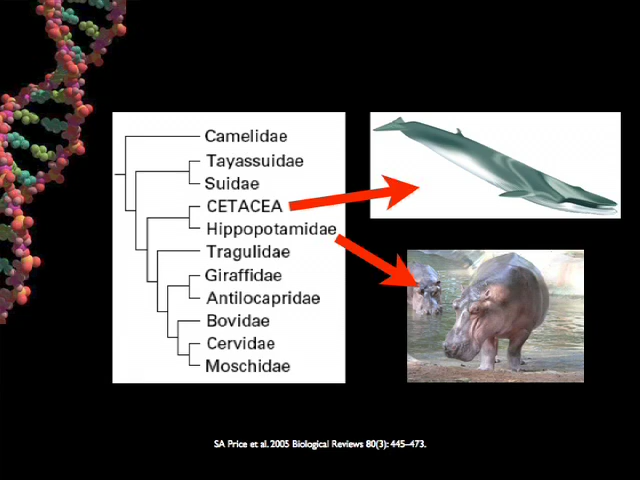 Camelidae
Tayassuidae
Suidae
CETACEA
Hippopotamidae
Tragulidae
Giraffidae
Antilocapridae
Bovidae
Cervidae
Moschidae
SA Price et al. 2005 Biological Reviews 80(3): 445–473.